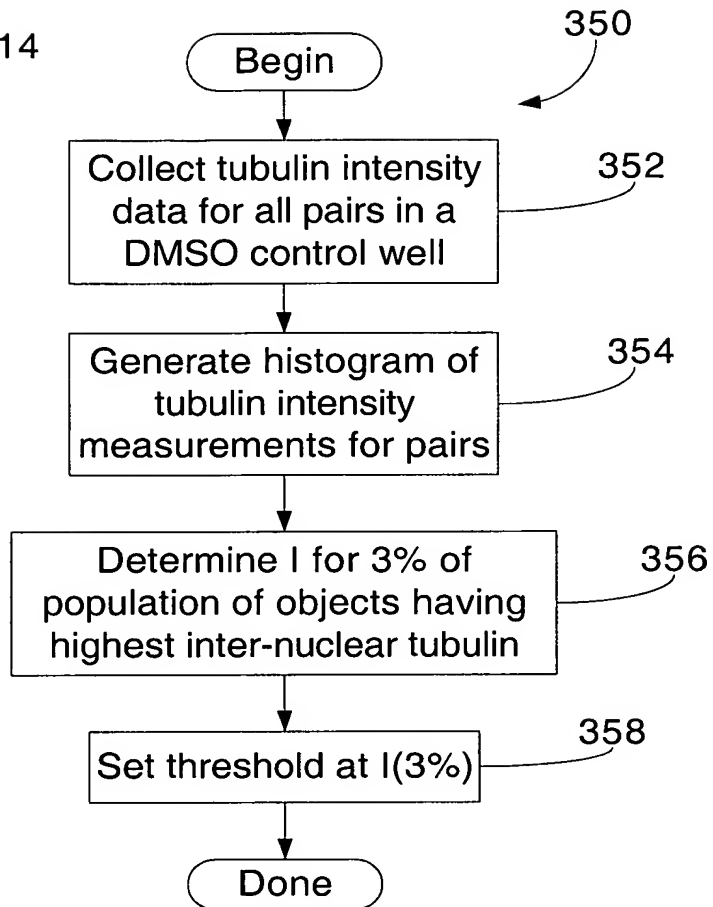 14
350
Begin
Collect tubulin intensity
data for all pairs in a
DMSO control well
352
Generate histogram of
tubulin intensity
measurements for pairs
354
Determine I for 3% of
population of objects having
highest inter-nuclear tubulin
356
Set threshold at I(3%)
358
Done